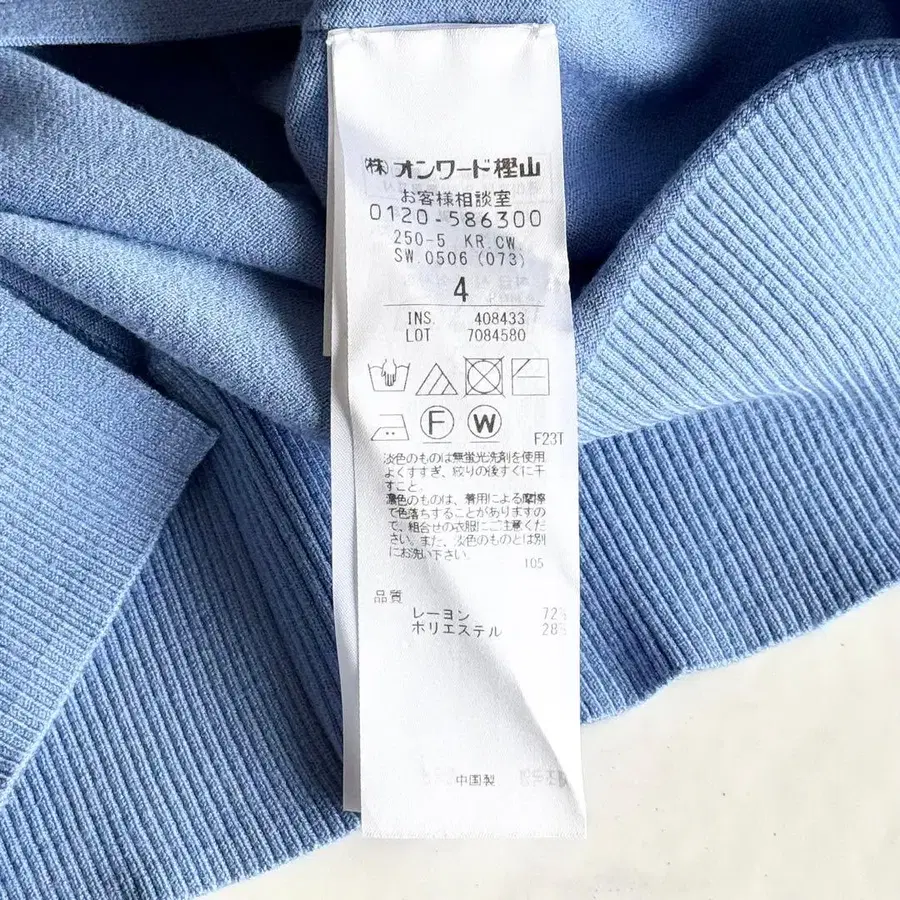 (株)オンワード樫山
お客様相談室
0120-586300
250-5 KR.CW.
SW.0506(073)
4
INS. 408433
LOT 7084580
F W
F23T
淡色のものは無蛍光洗剤を使用
よくすすぎ、絞りの後すぐに干
すこと。
濃色のものは、着用による摩擦
で色落ちすることがありますの
で、組合せの衣服にご注意くだ
さい。また、淡色のものとは別
にお洗い下さい。
105
品質
レーヨン 72%
ポリエステル 28%
中国製